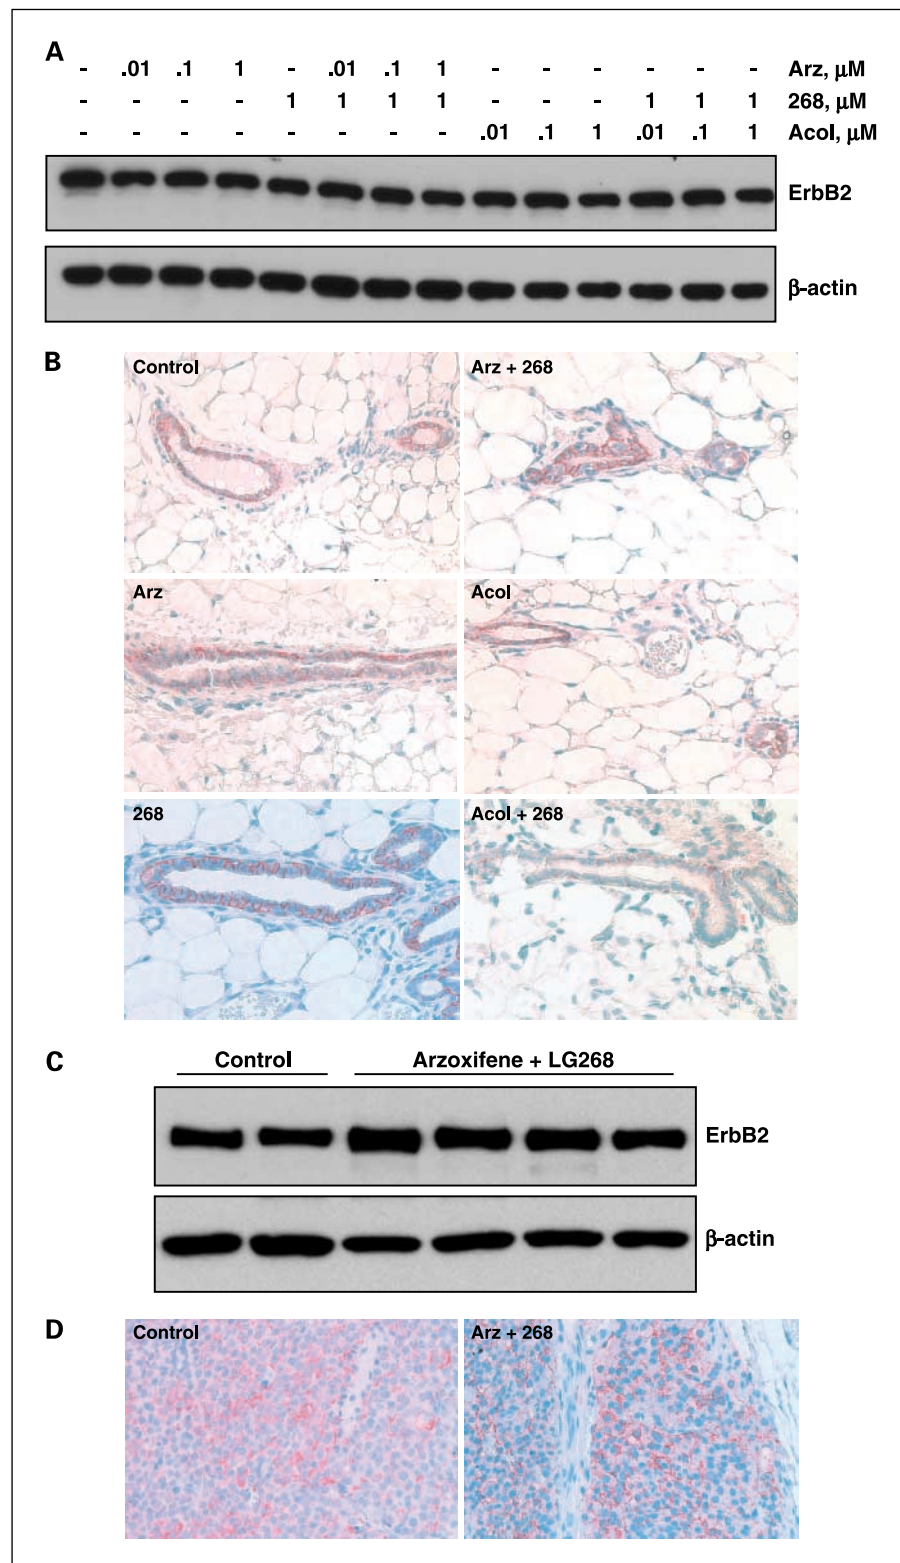 A
- .01 .1 1 - .01 .1 1 - - - - - - Arz, μM
- - - - 1 1 1 1 - - - 1 1 1 268, μM
- - - - - - - - .01 .1 1 .01 .1 1 Acol, μM
ErbB2
β-actin
B
Control Arz + 268
Arz Acol
268 Acol + 268
C
Control Arzoxifene + LG268
ErbB2
β-actin
D
Control Arz + 268